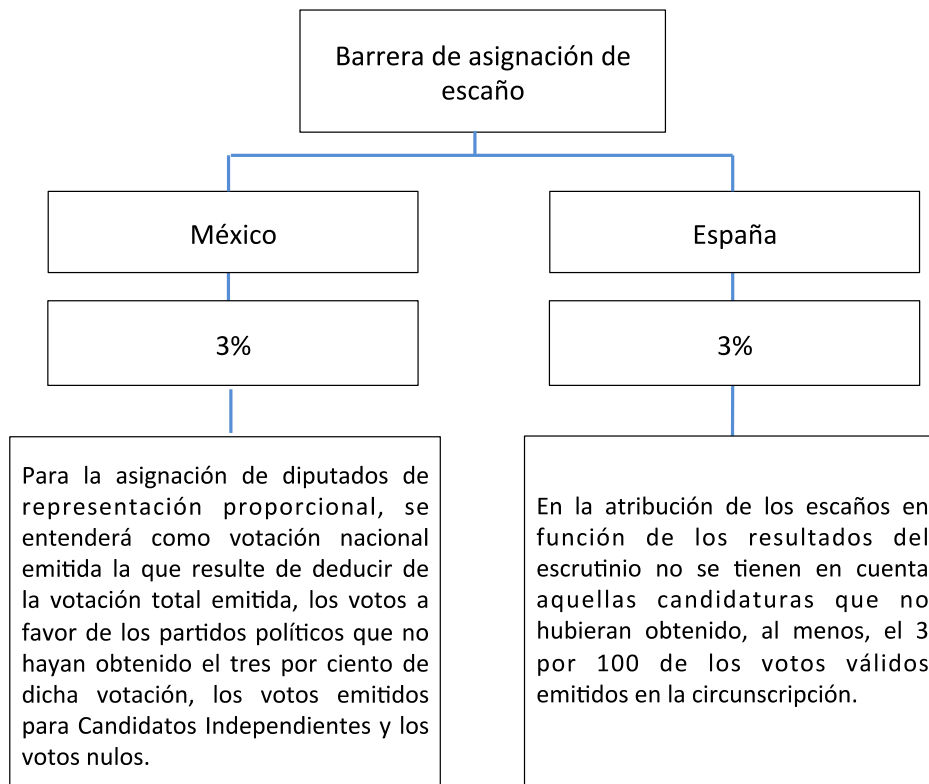 Barrera de asignación de
escaño
México
España
3%
3%
Para la asignación de diputados de
representación proporcional, se
entenderá como votación nacional
emitida la que resulte de deducir de
la votación total emitida, los votos a
favor de los partidos políticos que no
hayan obtenido el tres por ciento de
dicha votación, los votos emitidos
para Candidatos Independientes y los
votos nulos.
En la atribución de los escaños en
función de los resultados del
escrutinio no se tienen en cuenta
aquellas candidaturas que no
hubieran obtenido, al menos, el 3
por 100 de los votos válidos
emitidos en la circunscripción.